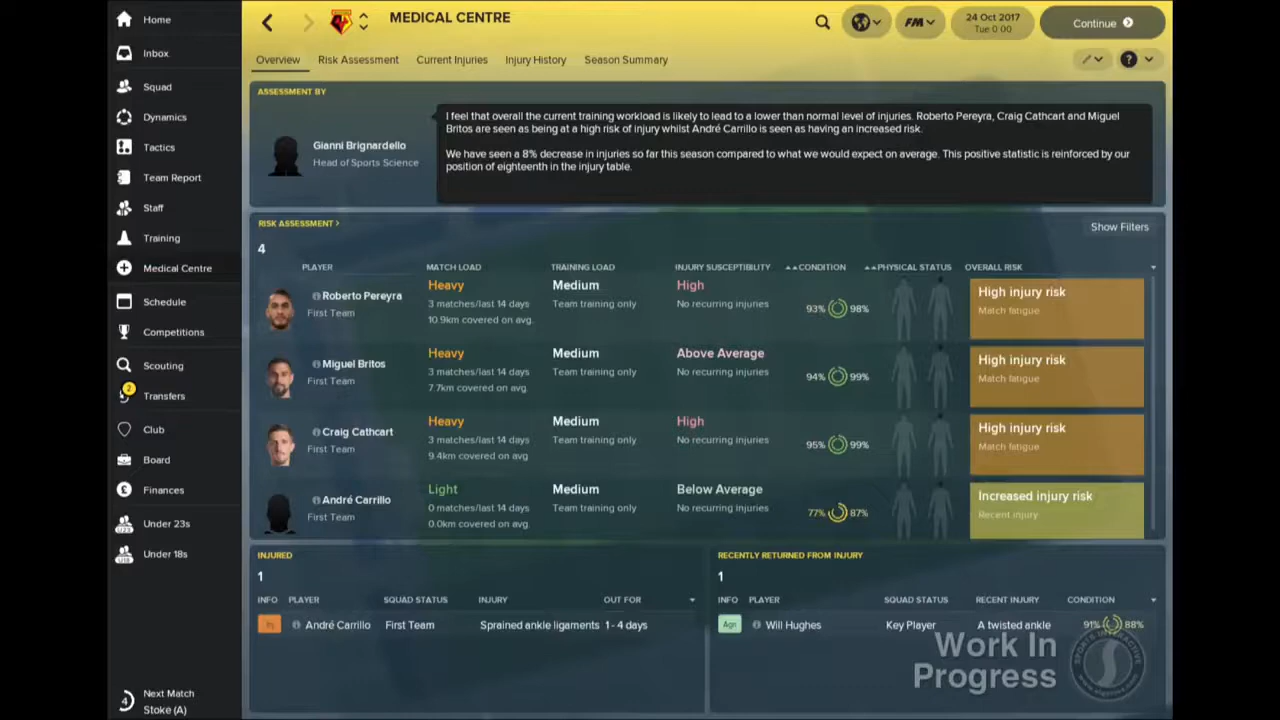 Home
Inbox
Squad
Dynamics
Tactics
Team Report
Staff
Training
Medical Centre
Schedule
Competitions
Scouting
2
Transfers
Club
Board
Finances
Under 23s
Under 18s
4
Next Match
Stoke (A)
MEDICAL CENTRE
FM
24 Oct 2017
Tue 0:00
Continue
Overview
Risk Assessment
Current Injuries
Injury History
Season Summary
?
ASSESSMENT BY
Gianni Brignardello
Head of Sports Science
I feel that overall the current training workload is likely to lead to a lower than normal level of injuries. Roberto Pereyra, Craig Cathcart and Miguel
Britos are seen as being at a high risk of injury whilst André Carrillo is seen as having an increased risk.
We have seen a 8% decrease in injuries so far this season compared to what we would expect on average. This positive statistic is reinforced by our
position of eighteenth in the injury table.
RISK ASSESSMENT >
Show Filters
4
PLAYER MATCH LOAD TRAINING LOAD INJURY SUSCEPTIBILITY CONDITION PHYSICAL STATUS OVERALL RISK
Roberto Pereyra
First Team
Heavy
3 matches/last 14 days
10.9km covered on avg.
Medium
Team training only
High
No recurring injuries
93% 98%
High injury risk
Match fatigue
Miguel Britos
First Team
Heavy
3 matches/last 14 days
7.7km covered on avg.
Medium
Team training only
Above Average
No recurring injuries
94% 99%
High injury risk
Match fatigue
Craig Cathcart
First Team
Heavy
3 matches/last 14 days
9.4km covered on avg.
Medium
Team training only
High
No recurring injuries
95% 99%
High injury risk
Match fatigue
André Carrillo
First Team
Light
0 matches/last 14 days
0.0km covered on avg.
Medium
Team training only
Below Average
No recurring injuries
77% 87%
Increased injury risk
Recent injury
INJURED
1
INFO PLAYER SQUAD STATUS INJURY OUT FOR
Inj André Carrillo First Team Sprained ankle ligaments 1 - 4 days
RECENTLY RETURNED FROM INJURY
1
INFO PLAYER SQUAD STATUS RECENT INJURY CONDITION
Agn Will Hughes Key Player A twisted ankle 91% 88%
Work In
Progress
SPORTS INTERACTIVE